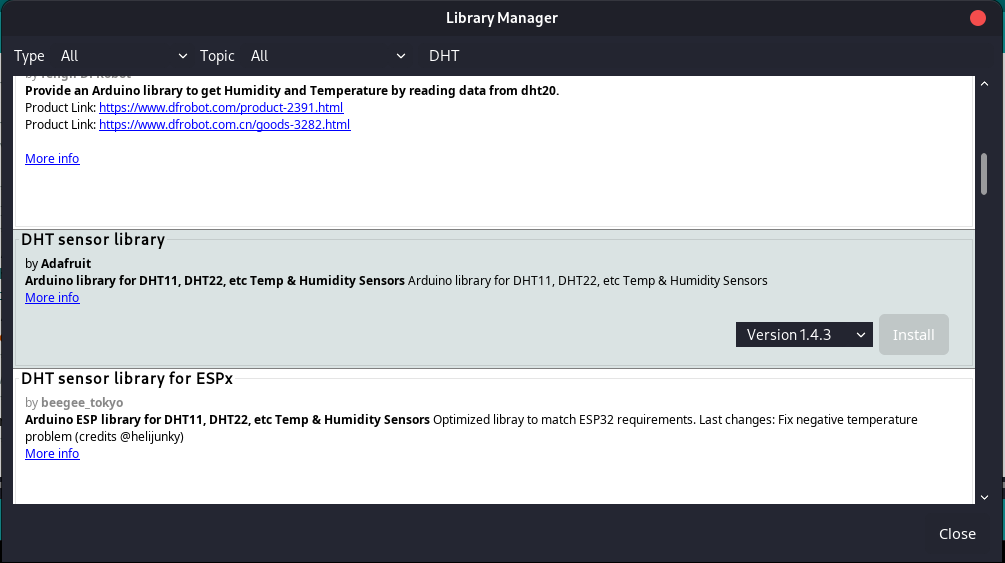 Library Manager
Type All Topic All DHT
Provide an Arduino library to get Humidity and Temperature by reading data from dht20.
Product Link: https://www.dfrobot.com/product-2391.html
Product Link: https://www.dfrobot.com.cn/goods-3282.html
More info
DHT sensor library
by Adafruit
Arduino library for DHT11, DHT22, etc Temp & Humidity Sensors Arduino library for DHT11, DHT22, etc Temp & Humidity Sensors
More info
Version 1.4.3 Install
DHT sensor library for ESPx
by beegee_tokyo
Arduino ESP library for DHT11, DHT22, etc Temp & Humidity Sensors Optimized libray to match ESP32 requirements. Last changes: Fix negative temperature
problem (credits @helijunky)
More info
Close